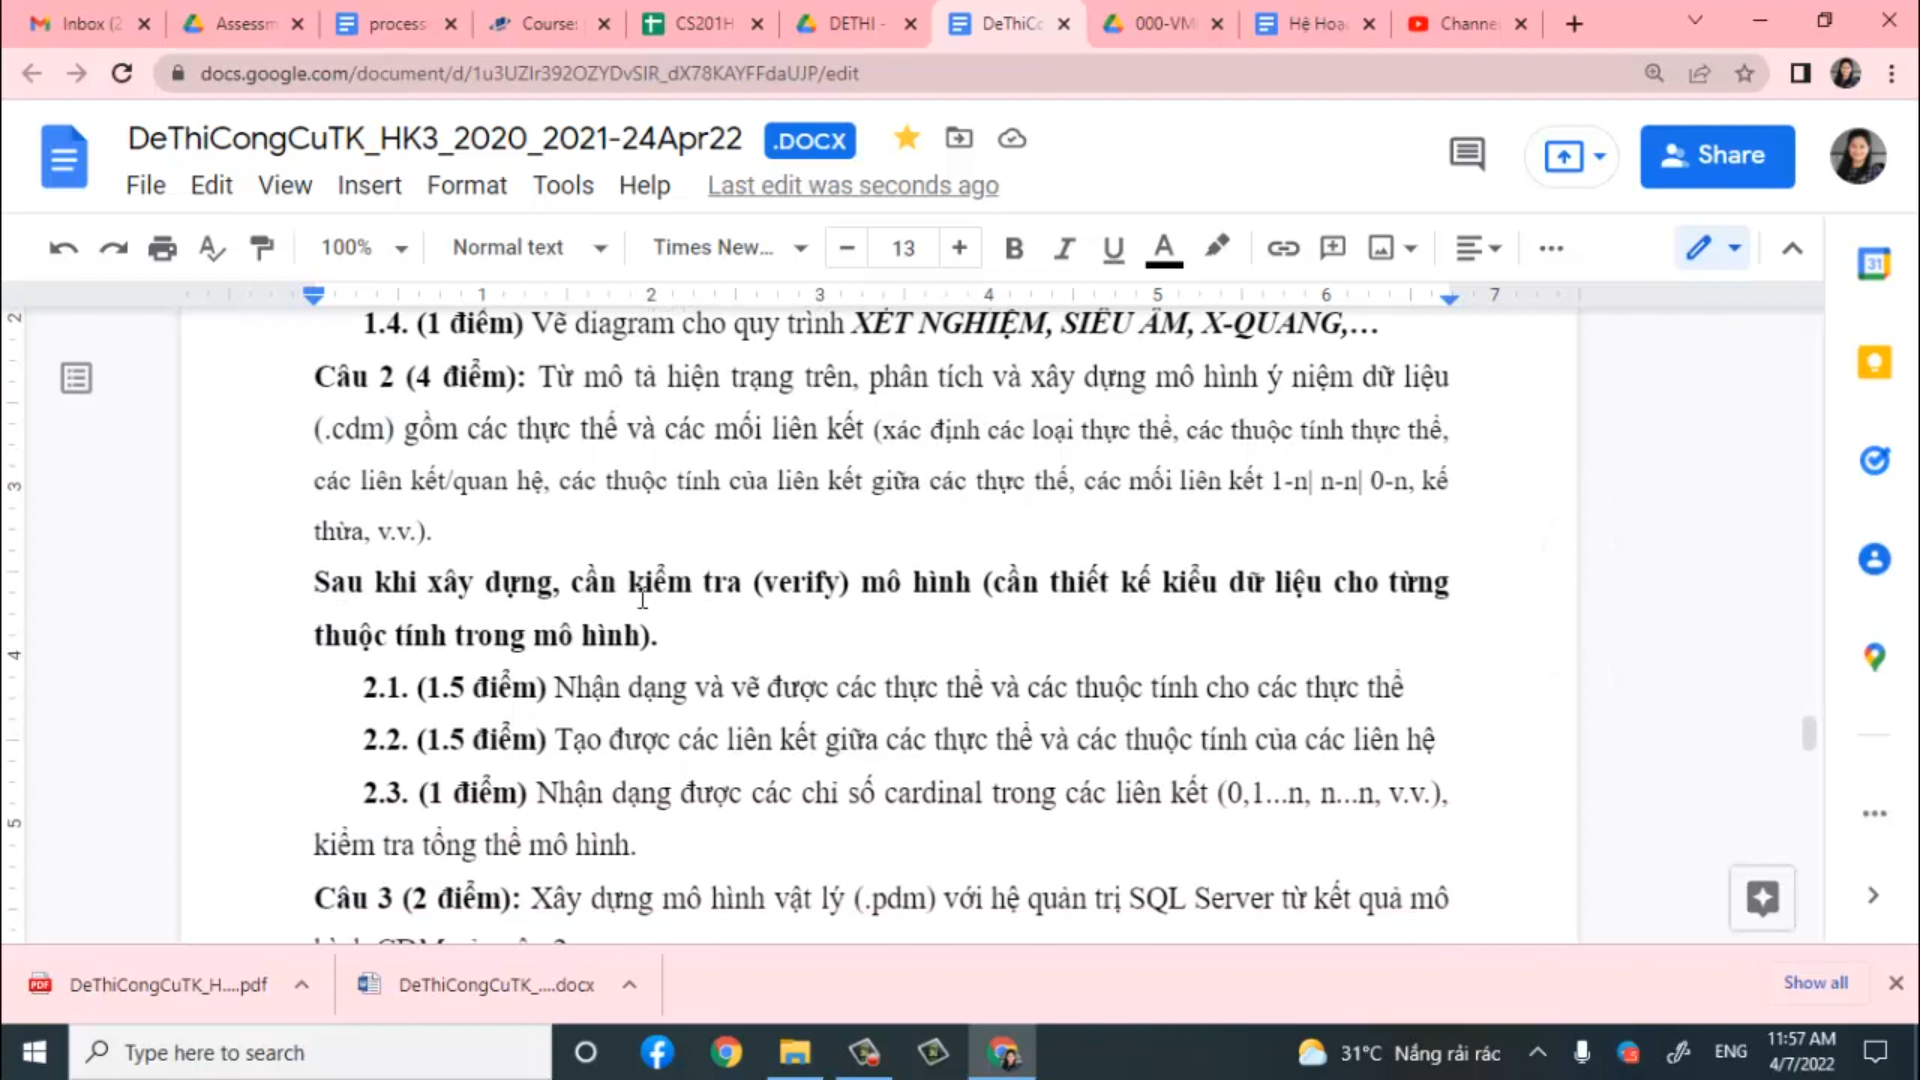 Inbox (2
Assessm
process
Course:
CS201H
DETHI -
DeThiCo
000-VM
Hệ Hoạ
Channe
docs.google.com/document/d/1u3UZIr392OZYDvSIR_dX78KAYFFdaUJP/edit
DeThiCongCuTK_HK3_2020_2021-24Apr22
.DOCX
Share
File Edit View Insert Format Tools Help Last edit was seconds ago
100% Normal text Times New... 13 B I U A
31
1 2 3 4 5 6 7
2
3
4
5
1.4. (1 điểm) Vẽ diagram cho quy trình XÉT NGHIỆM, SIÊU ÂM, X-QUANG,...
Câu 2 (4 điểm): Từ mô tả hiện trạng trên, phân tích và xây dựng mô hình ý niệm dữ liệu
(.cdm) gồm các thực thể và các mối liên kết (xác định các loại thực thể, các thuộc tính thực thể,
các liên kết/quan hệ, các thuộc tính của liên kết giữa các thực thể, các mối liên kết 1-n| n-n| 0-n, kế
thừa, v.v.).
Sau khi xây dựng, cần kiểm tra (verify) mô hình (cần thiết kế kiểu dữ liệu cho từng
thuộc tính trong mô hình).
2.1. (1.5 điểm) Nhận dạng và vẽ được các thực thể và các thuộc tính cho các thực thể
2.2. (1.5 điểm) Tạo được các liên kết giữa các thực thể và các thuộc tính của các liên hệ
2.3. (1 điểm) Nhận dạng được các chỉ số cardinal trong các liên kết (0,1...n, n...n, v.v.),
kiểm tra tổng thể mô hình.
Câu 3 (2 điểm): Xây dựng mô hình vật lý (.pdm) với hệ quản trị SQL Server từ kết quả mô
PDF
DeThiCongCuTK_H....pdf
DeThiCongCuTK_....docx
Show all
Type here to search
31°C Nắng rải rác
ENG
11:57 AM
4/7/2022